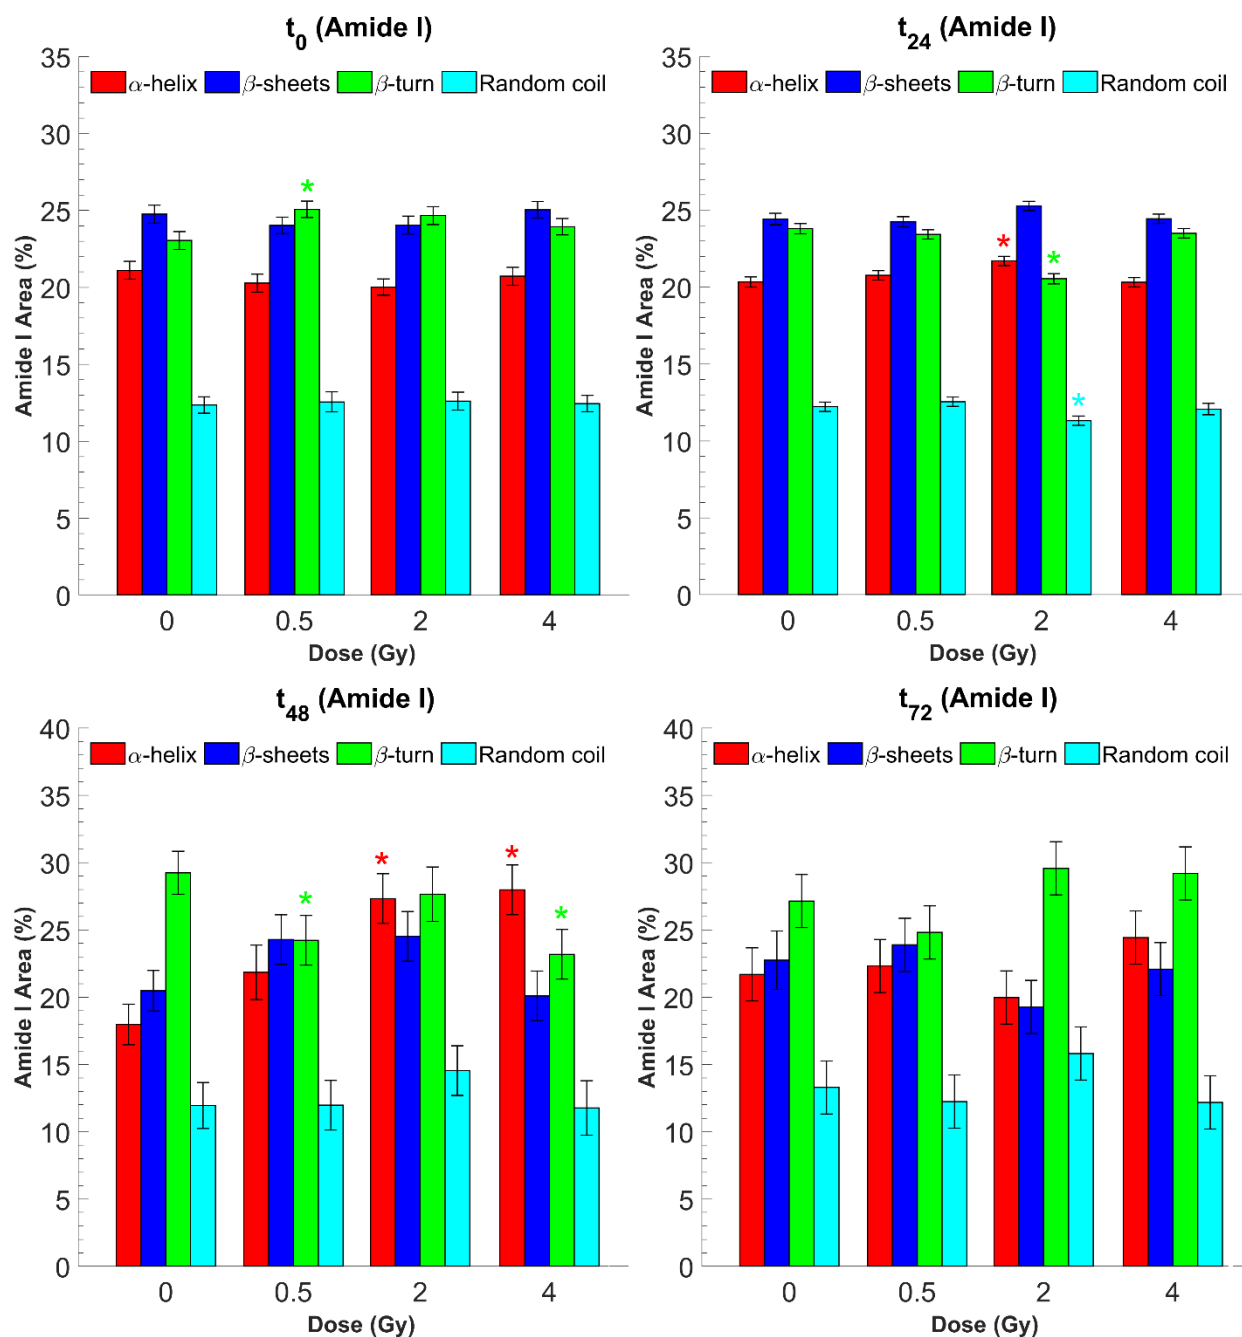 t0 (Amide I)
α-helix β-sheets β-turn Random coil
35
30
25
20
15
10
5
0
Amide I Area (%)
* 
0 0.5 2 4
Dose (Gy)
t24 (Amide I)
α-helix β-sheets β-turn Random coil
35
30
25
20
15
10
5
0
Amide I Area (%)
* * *
0 0.5 2 4
Dose (Gy)
t48 (Amide I)
α-helix β-sheets β-turn Random coil
40
35
30
25
20
15
10
5
0
Amide I Area (%)
* * * *
0 0.5 2 4
Dose (Gy)
t72 (Amide I)
α-helix β-sheets β-turn Random coil
40
35
30
25
20
15
10
5
0
Amide I Area (%)
0 0.5 2 4
Dose (Gy)